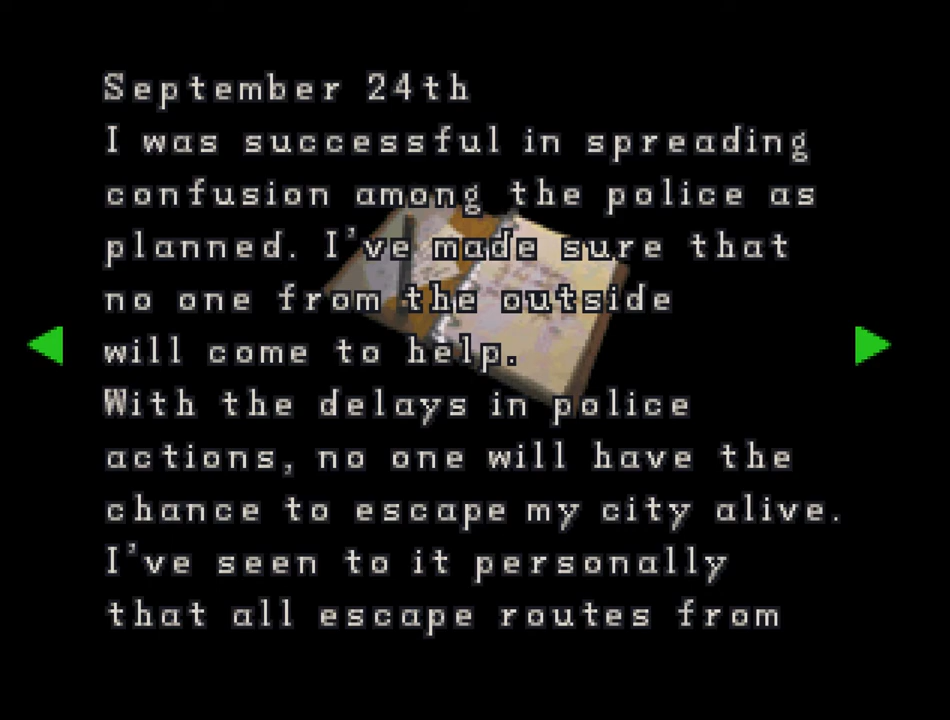 September 24th
I was successful in spreading
confusion among the police as
planned. I've made sure that
no one from the outside
will come to help.
With the delays in police
actions, no one will have the
chance to escape my city alive.
I've seen to it personally
that all escape routes from